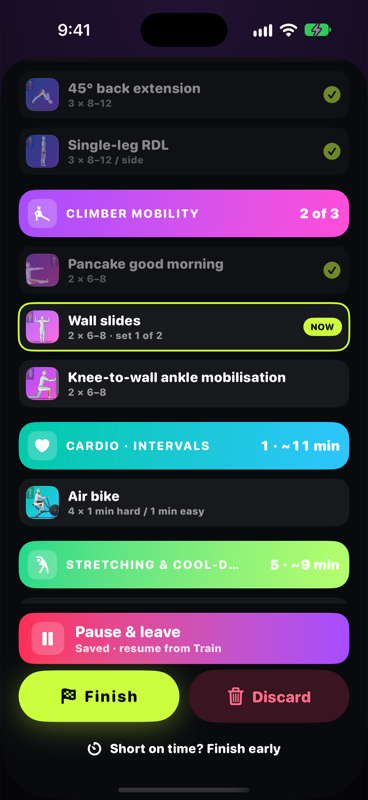 9:41
45° back extension
3 × 8–12
Single-leg RDL
3 × 8–12 / side
CLIMBER MOBILITY 2 of 3
Pancake good morning
2 × 6–8
Wall slides
2 × 6–8 · set 1 of 2
NOW
Knee-to-wall ankle mobilisation
2 × 6–8
CARDIO · INTERVALS 1 · ~11 min
Air bike
4 × 1 min hard / 1 min easy
STRETCHING & COOL-D... 5 · ~9 min
Pause & leave
Saved · resume from Train
Finish Discard
Short on time? Finish early